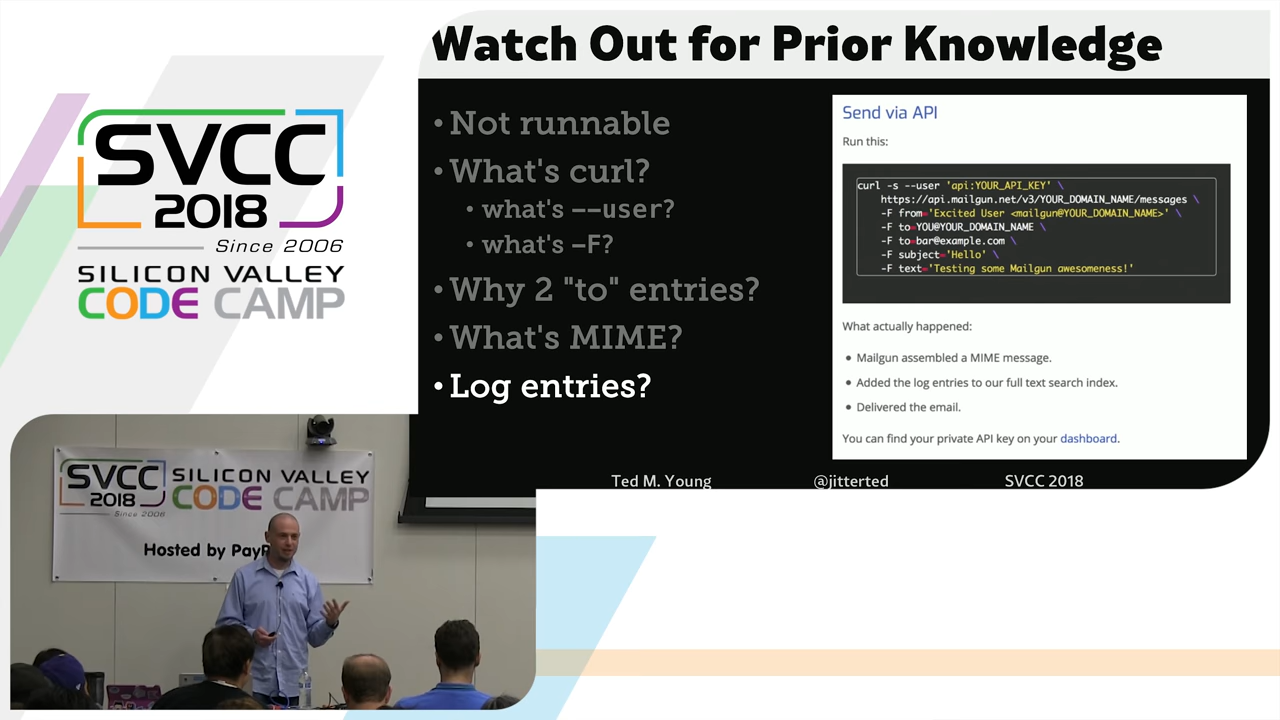 Watch Out for Prior Knowledge
SVCC
2018
Since 2006
SILICON VALLEY
CODE CAMP
• Not runnable
• What's curl?
• what's --user?
• what's -F?
• Why 2 "to" entries?
• What's MIME?
• Log entries?
Send via API
Run this:
curl -s --user 'api:YOUR_API_KEY' \
https://api.mailgun.net/v3/YOUR_DOMAIN_NAME/messages \
-F from='Excited User <mailgun@YOUR_DOMAIN_NAME>' \
-F to=YOU@YOUR_DOMAIN_NAME \
-F to=bar@example.com \
-F subject='Hello' \
-F text='Testing some Mailgun awesomeness!'
What actually happened:
• Mailgun assembled a MIME message.
• Added the log entries to our full text search index.
• Delivered the email.
You can find your private API key on your dashboard.
Ted M. Young @jitterted SVCC 2018
SVCC
2018
Since 2006
SILICON VALLEY
CODE CAMP
Hosted by